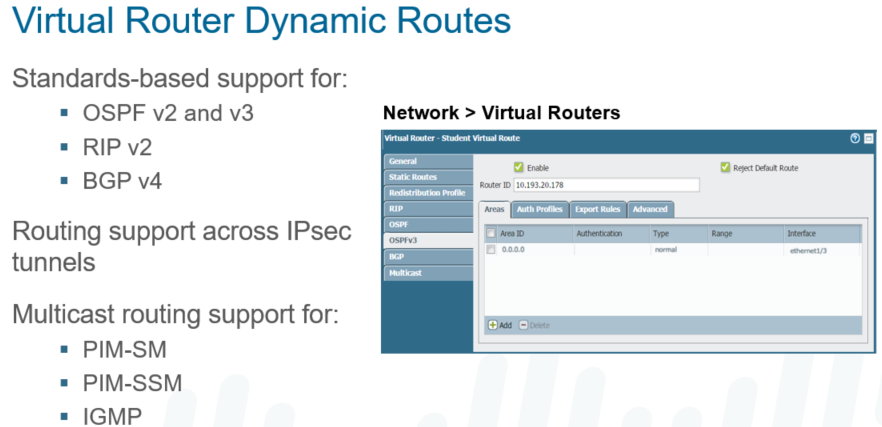 Virtual Router Dynamic Routes
Standards-based support for:
▪ OSPF v2 and v3
▪ RIP v2
▪ BGP v4
Routing support across IPsec
tunnels
Multicast routing support for:
▪ PIM-SM
▪ PIM-SSM
▪ IGMP
Network > Virtual Routers
Virtual Router - Student Virtual Route
General
Static Routes
Redistribution Profile
RIP
OSPF
OSPFv3
BGP
Multicast
Enable
Reject Default Route
Router ID 10.193.20.178
Areas Auth Profiles Export Rules Advanced
Area ID Authentication Type Range Interface
0.0.0.0 normal ethernet1/3
Add Delete